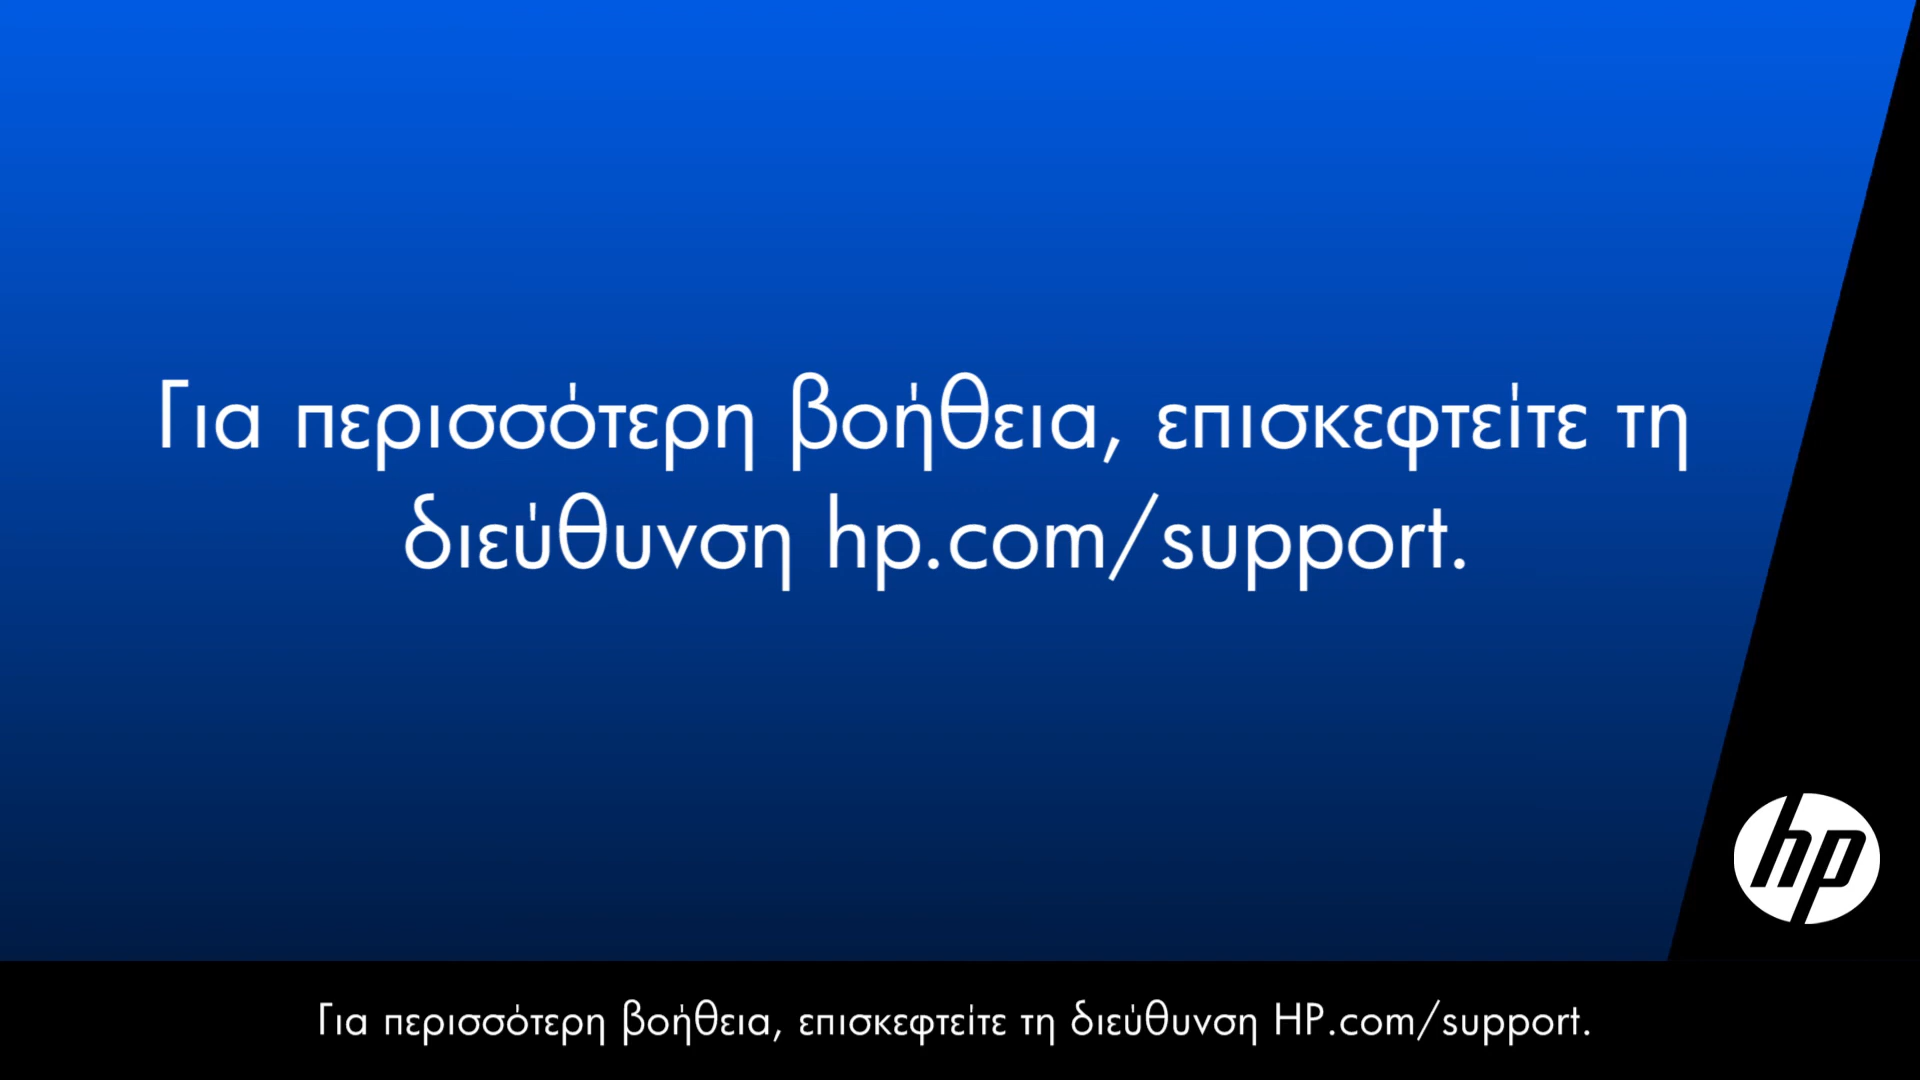 Για περισσότερη βοήθεια, επισκεφτείτε τη
διεύθυνση hp.com/support.
hp
Για περισσότερη βοήθεια, επισκεφτείτε τη διεύθυνση HP.com/support.